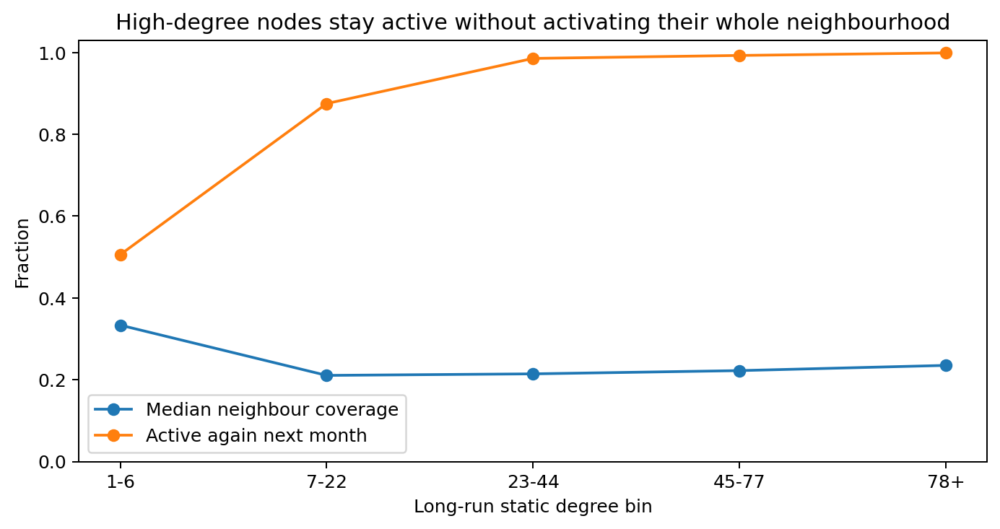 High-degree nodes stay active without activating their whole neighbourhood
1.0
0.8
0.6
0.4
0.2
0.0
Fraction
Median neighbour coverage
Active again next month
1-6
7-22
23-44
45-77
78+
Long-run static degree bin